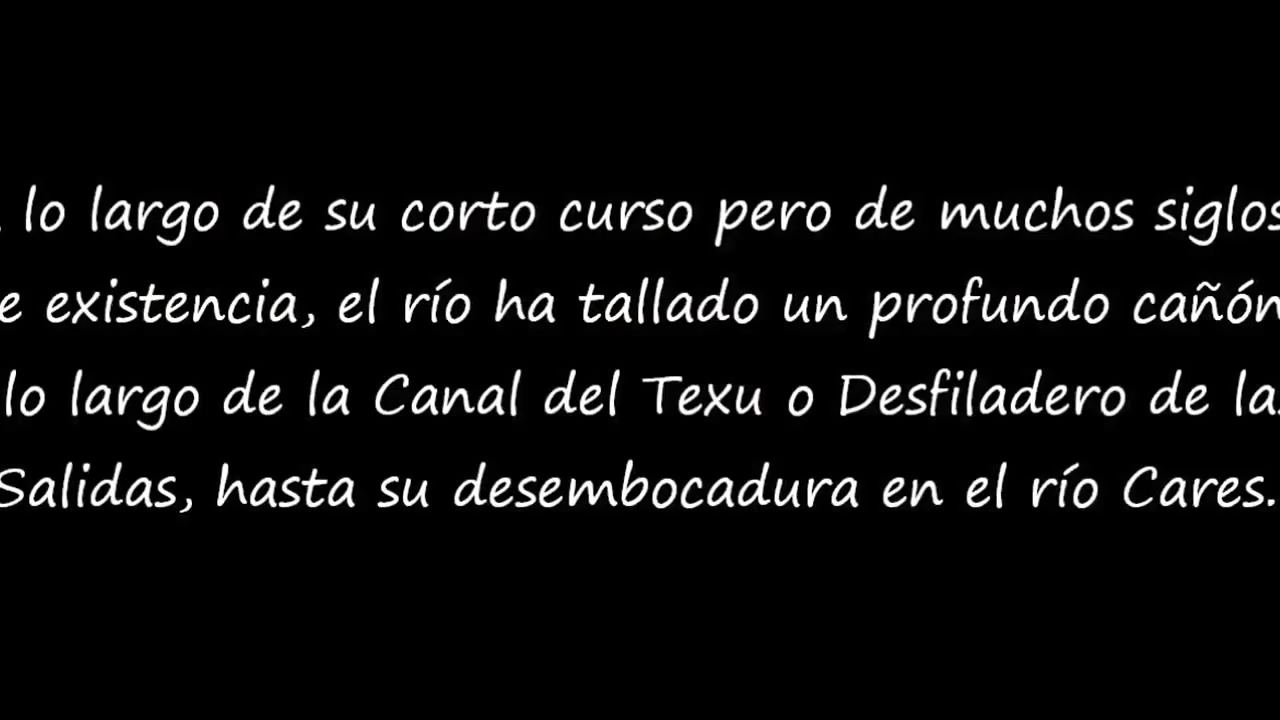 lo largo de su corto curso pero de muchos siglos
e existencia, el río ha tallado un profundo cañón
lo largo de la Canal del Texu o Desfiladero de la
Salidas, hasta su desembocadura en el río Cares.